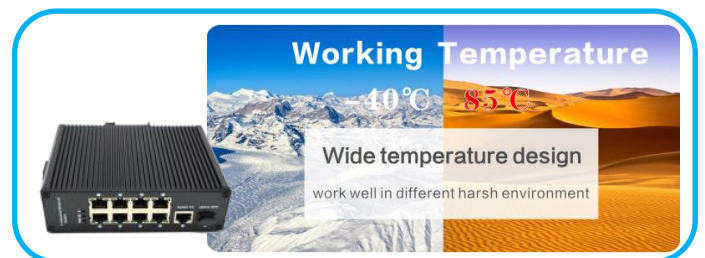 Working Temperature
-40℃ 85℃
Wide temperature design
work well in different harsh environment